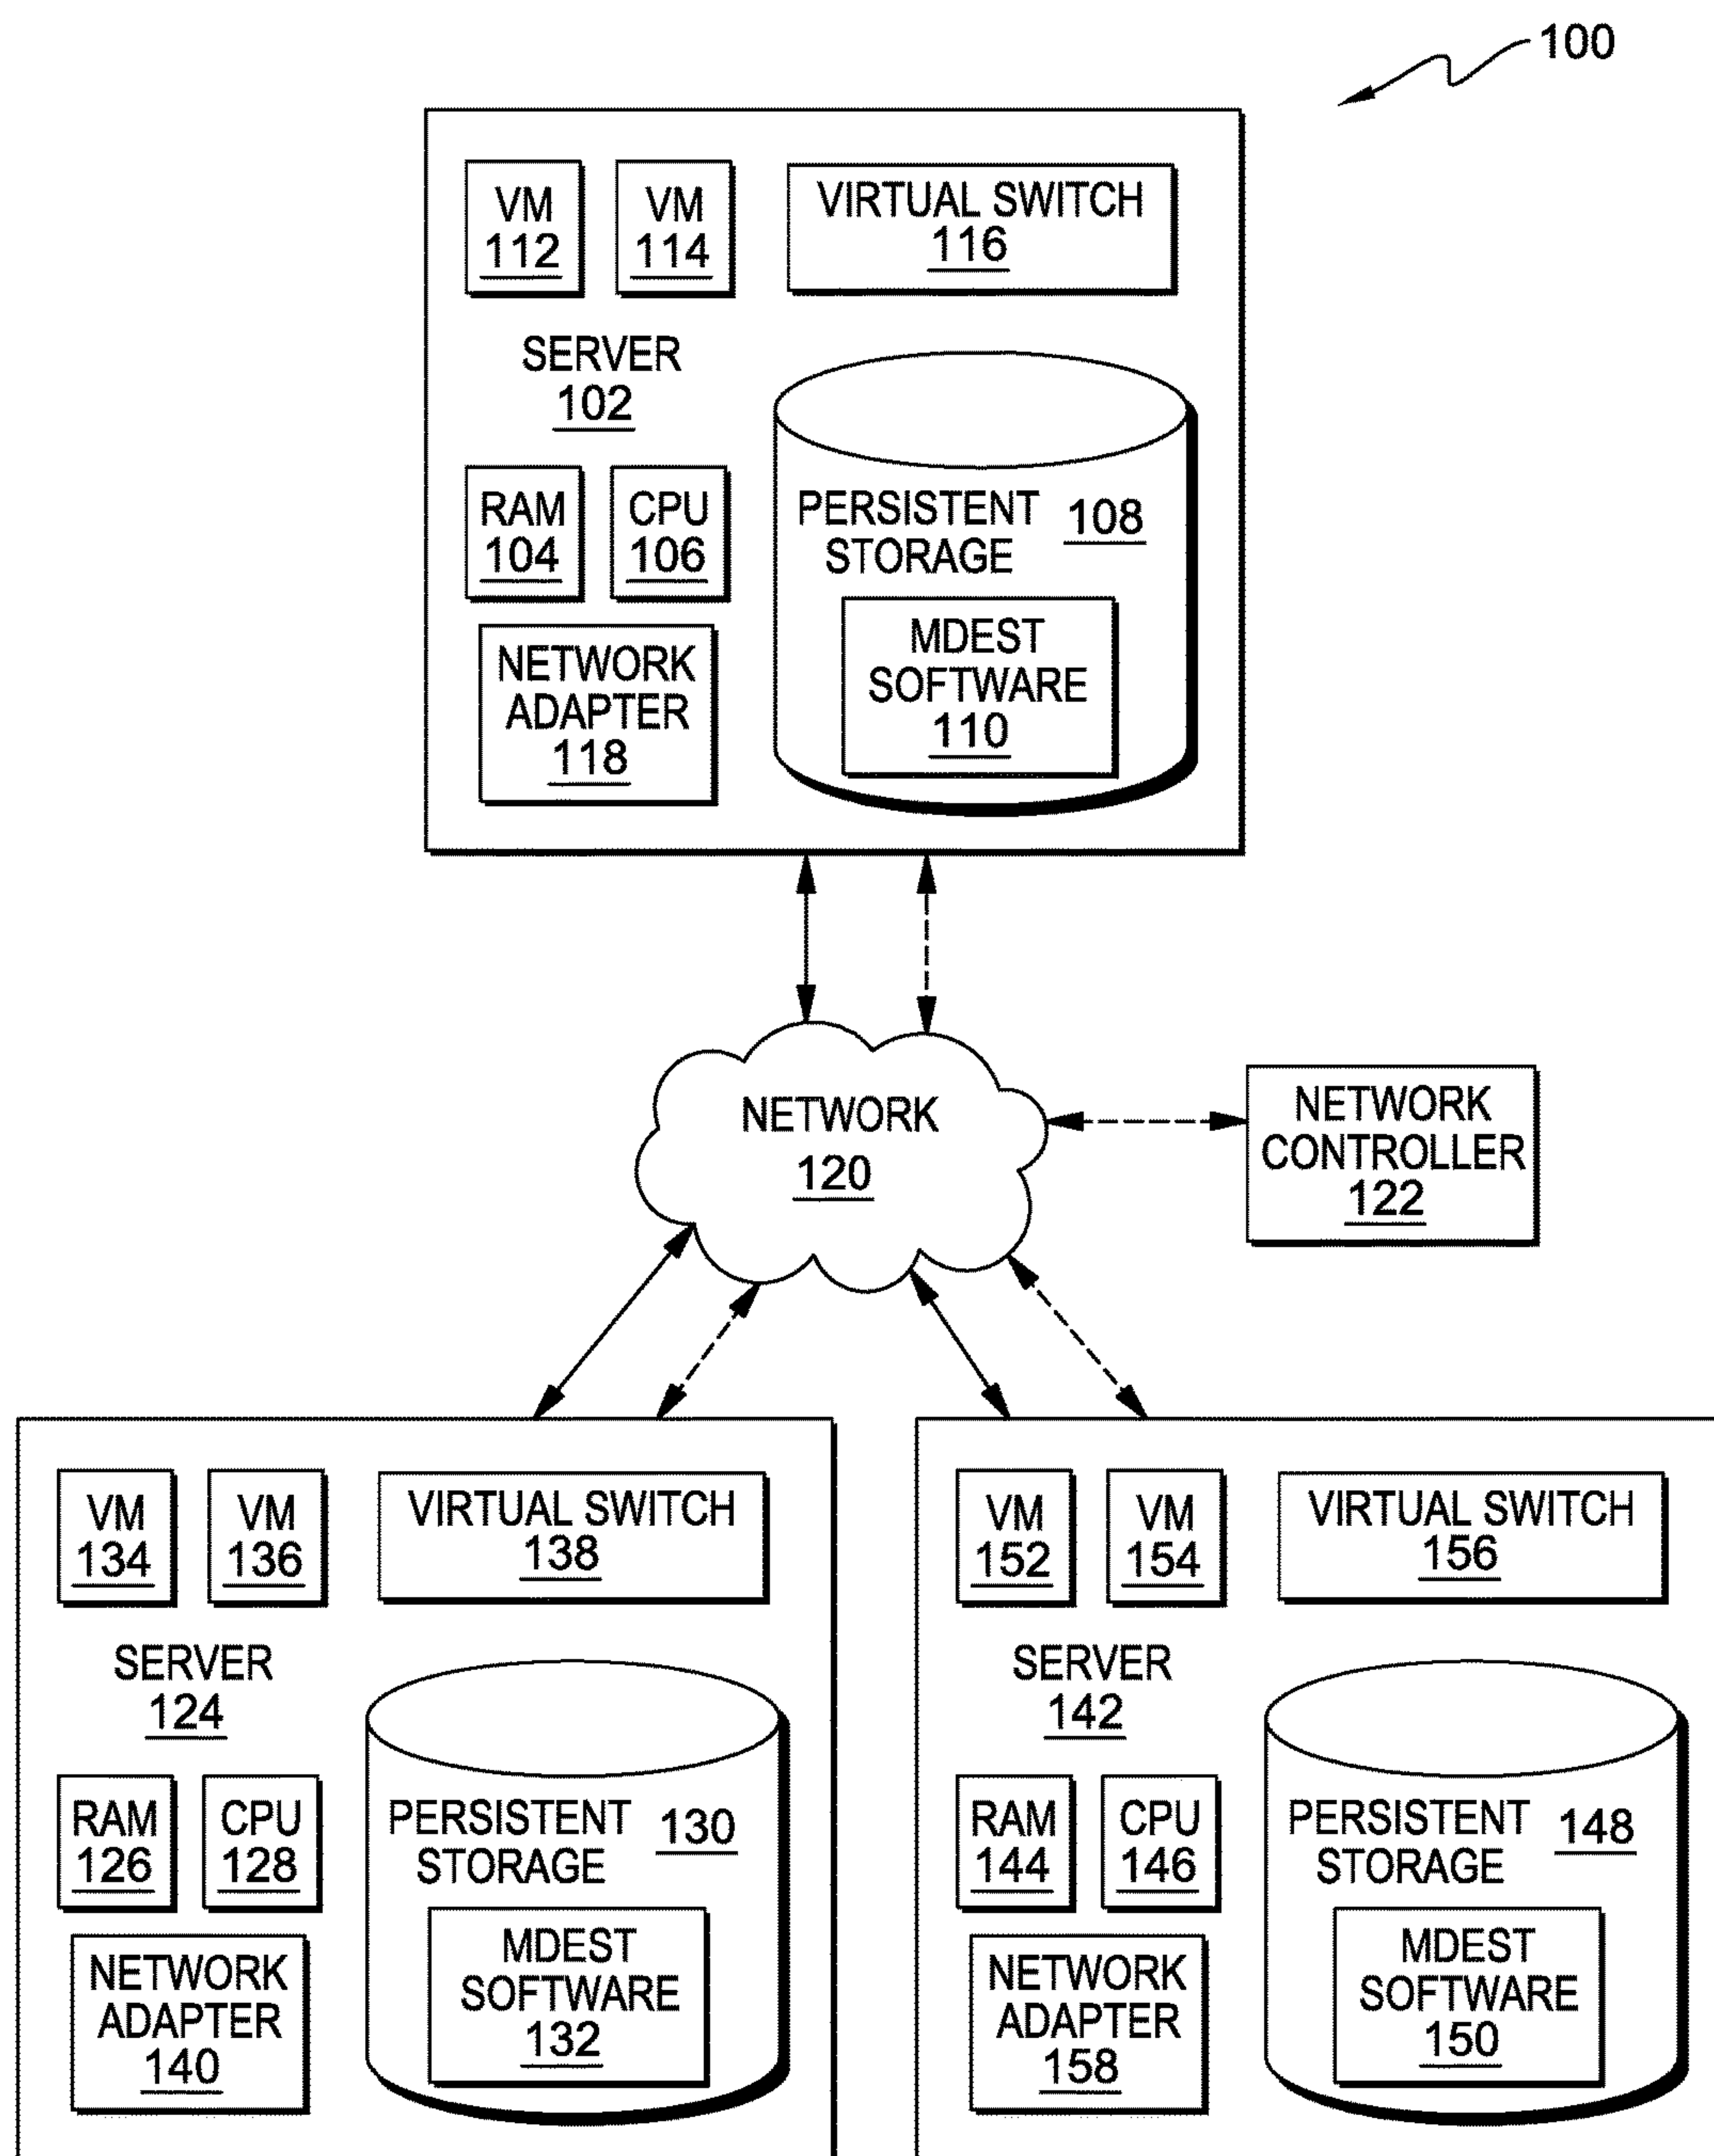 100
VM
112
VM
114
VIRTUAL SWITCH
116
SERVER
102
RAM
104
CPU
106
PERSISTENT
STORAGE
108
NETWORK
ADAPTER
118
MDEST
SOFTWARE
110
NETWORK
120
NETWORK
CONTROLLER
122
VM
134
VM
136
VIRTUAL SWITCH
138
SERVER
124
RAM
126
CPU
128
PERSISTENT
STORAGE
130
NETWORK
ADAPTER
140
MDEST
SOFTWARE
132
VM
152
VM
154
VIRTUAL SWITCH
156
SERVER
142
RAM
144
CPU
146
PERSISTENT
STORAGE
148
NETWORK
ADAPTER
158
MDEST
SOFTWARE
150